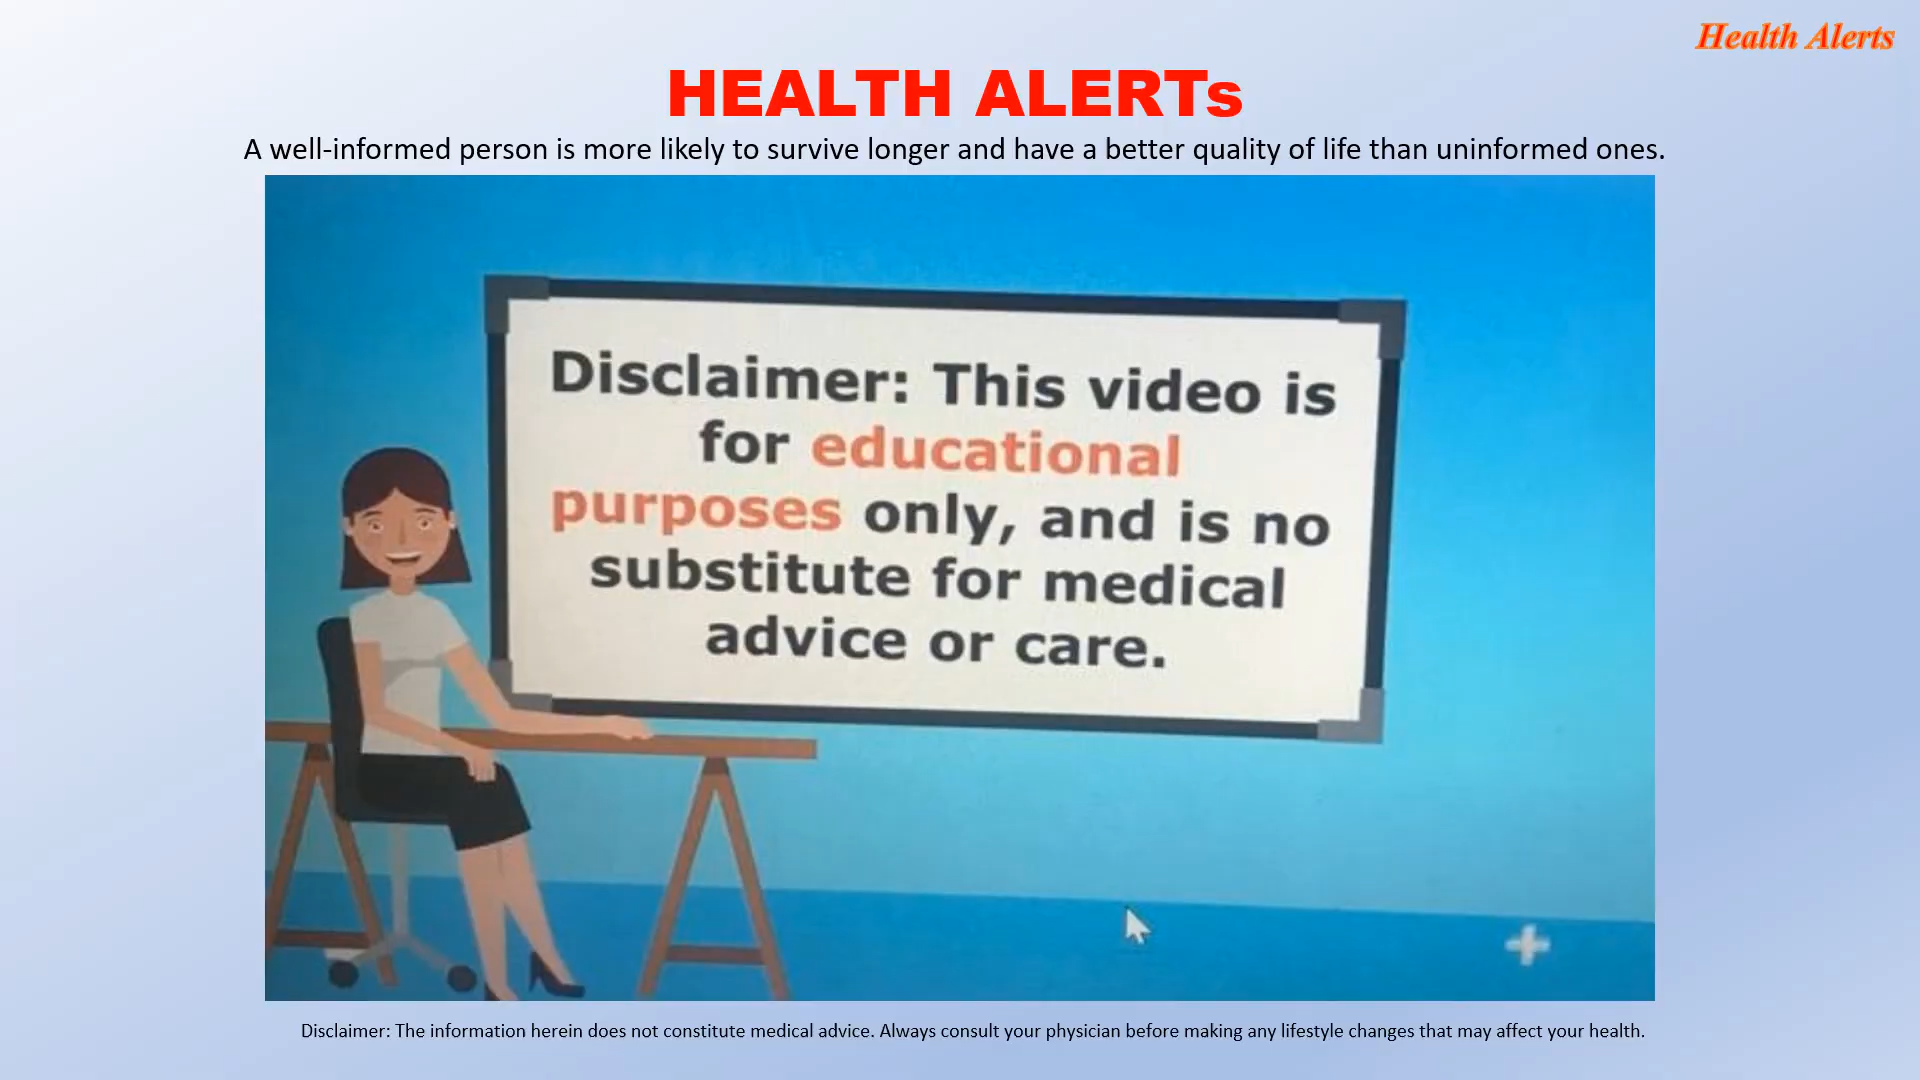 Health Alerts
HEALTH ALERTs
A well-informed person is more likely to survive longer and have a better quality of life than uninformed ones.
Disclaimer: This video is
for educational
purposes only, and is no
substitute for medical
advice or care.
Disclaimer: The information herein does not constitute medical advice. Always consult your physician before making any lifestyle changes that may affect your health.